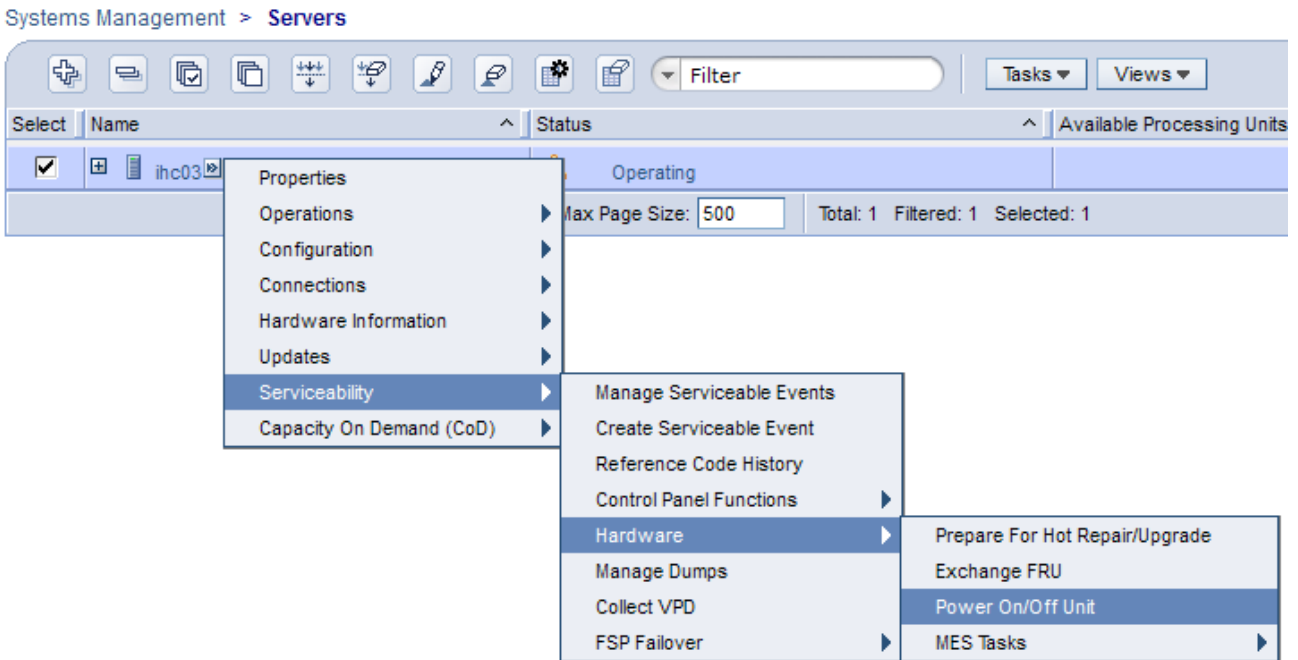 Systems Management > Servers
Filter Tasks Views
Select Name Status Available Processing Units
ihc03 Operating
Max Page Size: 500 Total: 1 Filtered: 1 Selected: 1
Properties
Operations
Configuration
Connections
Hardware Information
Updates
Serviceability
Capacity On Demand (CoD)
Manage Serviceable Events
Create Serviceable Event
Reference Code History
Control Panel Functions
Hardware
Manage Dumps
Collect VPD
FSP Failover
Prepare For Hot Repair/Upgrade
Exchange FRU
Power On/Off Unit
MES Tasks